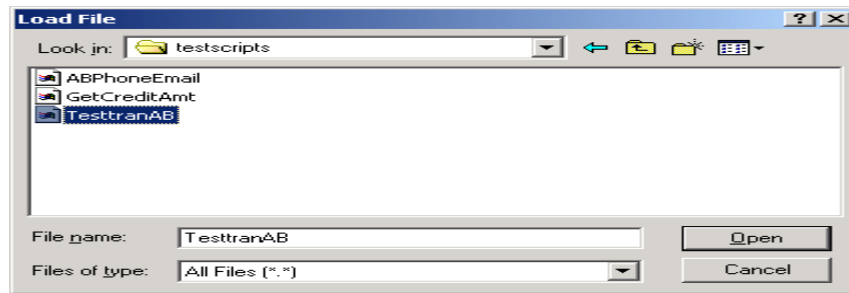 Load File
Look in: testscripts
ABPhoneEmail
GetCreditAmt
TesttranAB
File name: TesttranAB Open
Files of type: All Files (*.*) Cancel